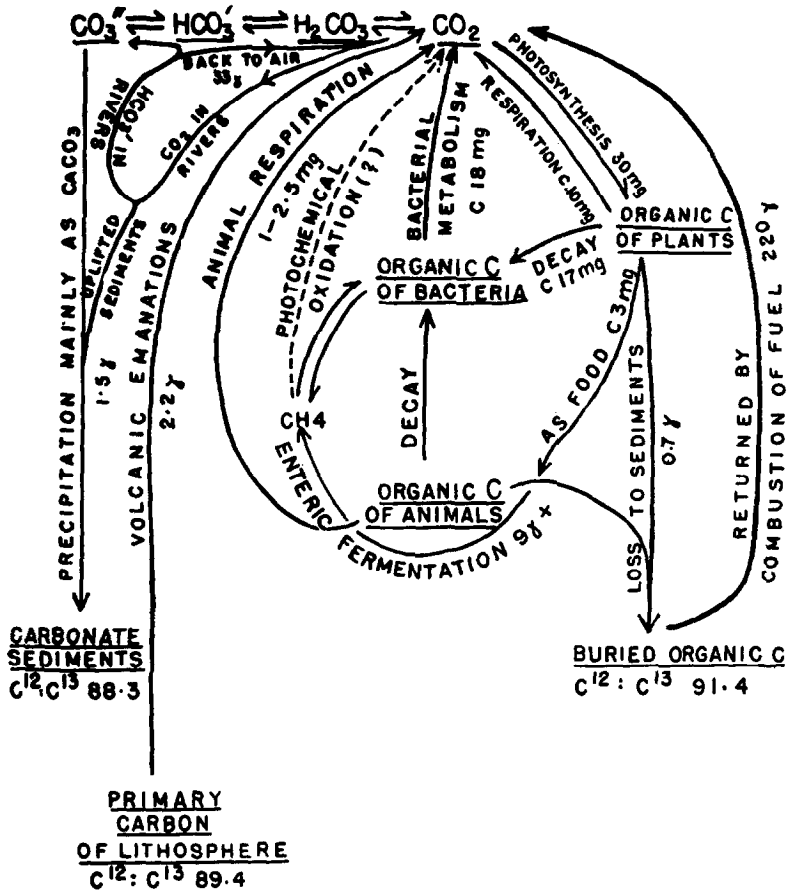 CO₃″ ⇌ HCO₃′ ⇌ H₂CO₃ ⇌ CO₂
BACK TO AIR
33γ
HCO₃′ IN
RIVERS
CO₃ IN
RIVERS
UPLIFTED
SEDIMENTS
1.5γ
PRECIPITATION MAINLY AS CACO₃
VOLCANIC EMANATIONS
2.2γ
ANIMAL RESPIRATION
1-2.5mg
PHOTOCHEMICAL
OXIDATION(?)
BACTERIAL
METABOLISM
C 18mg
RESPIRATION C.10mg
PHOTOSYNTHESIS 30mg
ORGANIC C
OF PLANTS
DECAY
C 17mg
ORGANIC C
OF BACTERIA
AS FOOD C3mg
LOSS TO SEDIMENTS
0.7γ
RETURNED BY
COMBUSTION OF FUEL 220γ
CH4
DECAY
ENTERIC FERMENTATION 9γ+
ORGANIC C
OF ANIMALS
CARBONATE
SEDIMENTS
C¹²:C¹³ 88.3
BURIED ORGANIC C
C¹² : C¹³ 91.4
PRIMARY
CARBON
OF LITHOSPHERE
C¹² : C¹³ 89.4